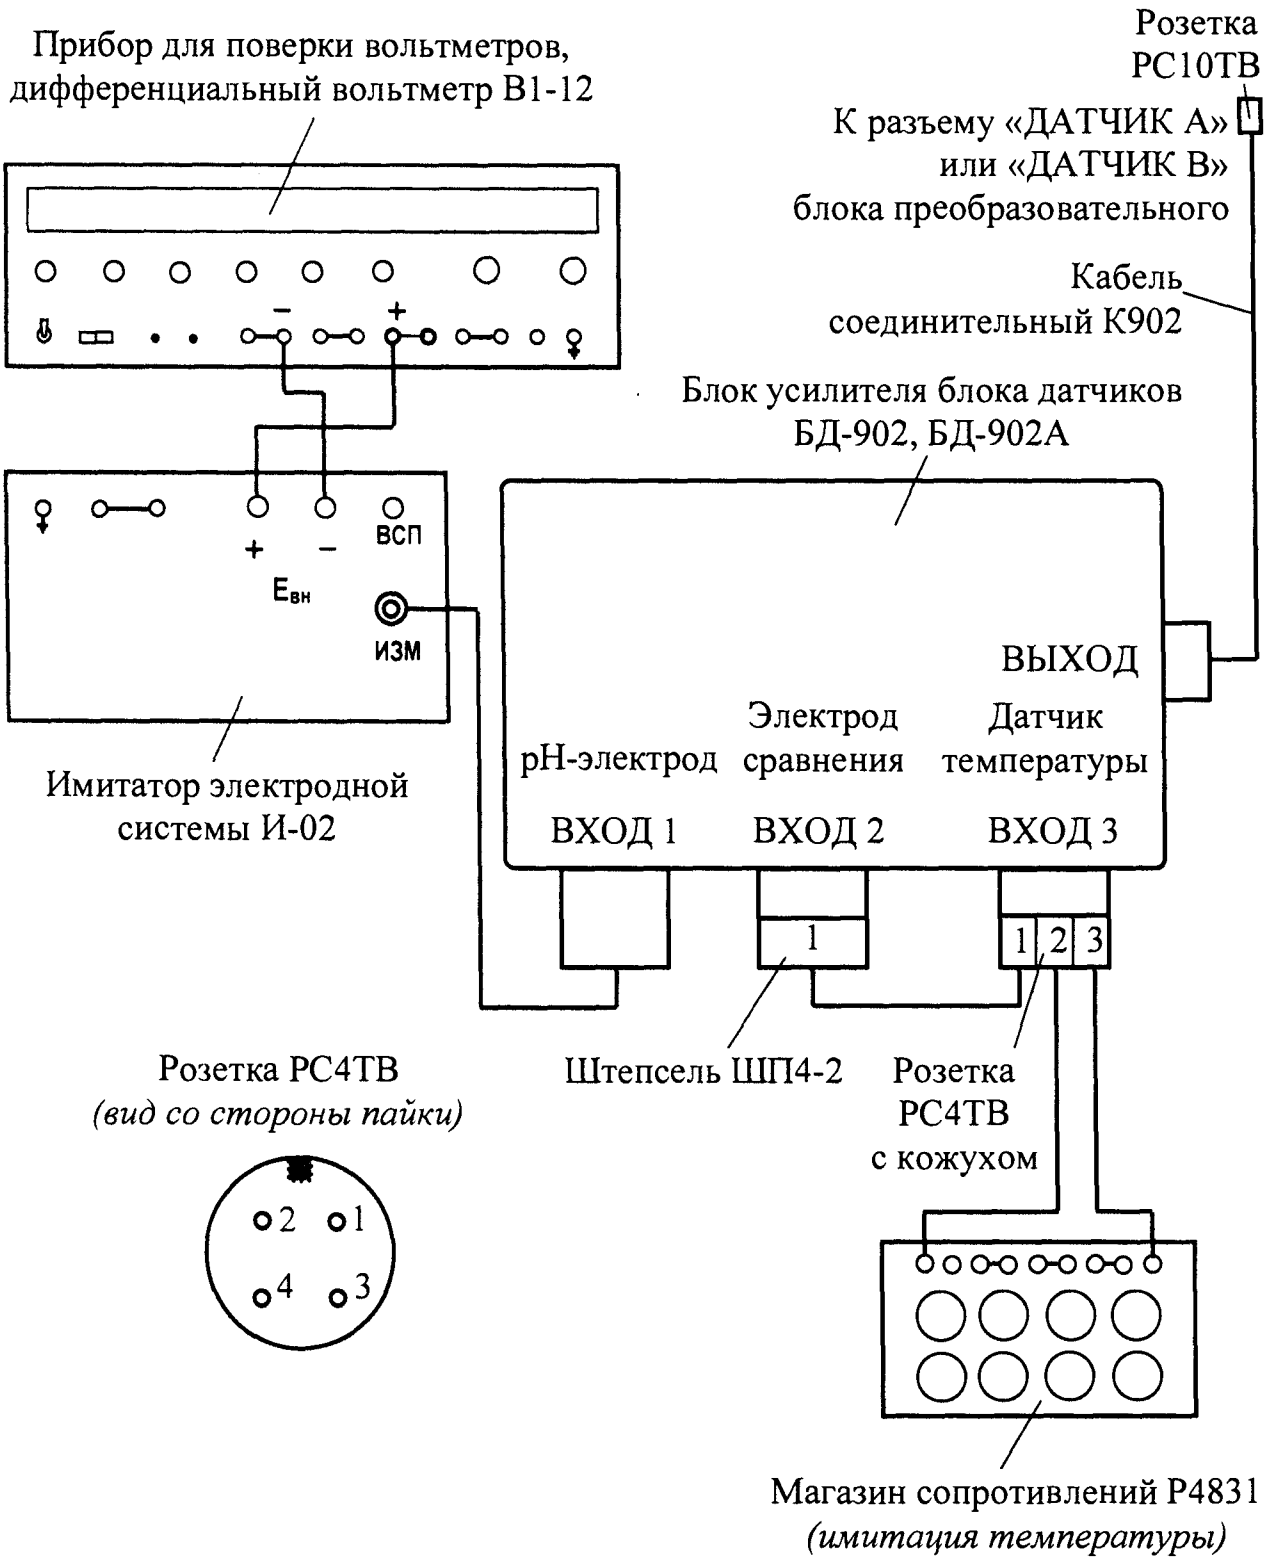 Прибор для поверки вольтметров,
дифференциальный вольтметр В1-12
Розетка
РС10ТВ
К разъему «ДАТЧИК А»
или «ДАТЧИК В»
блока преобразовательного
Кабель
соединительный К902
Блок усилителя блока датчиков
БД-902, БД-902А
− +
ВСП
+ −
Eвн
ИЗМ
Имитатор электродной
системы И-02
ВЫХОД
рН-электрод
Электрод
сравнения
Датчик
температуры
ВХОД 1
ВХОД 2
ВХОД 3
1
1 2 3
Штепсель ШП4-2
Розетка
РС4ТВ
с кожухом
Розетка РС4ТВ
(вид со стороны пайки)
2 1
4 3
Магазин сопротивлений Р4831
(имитация температуры)